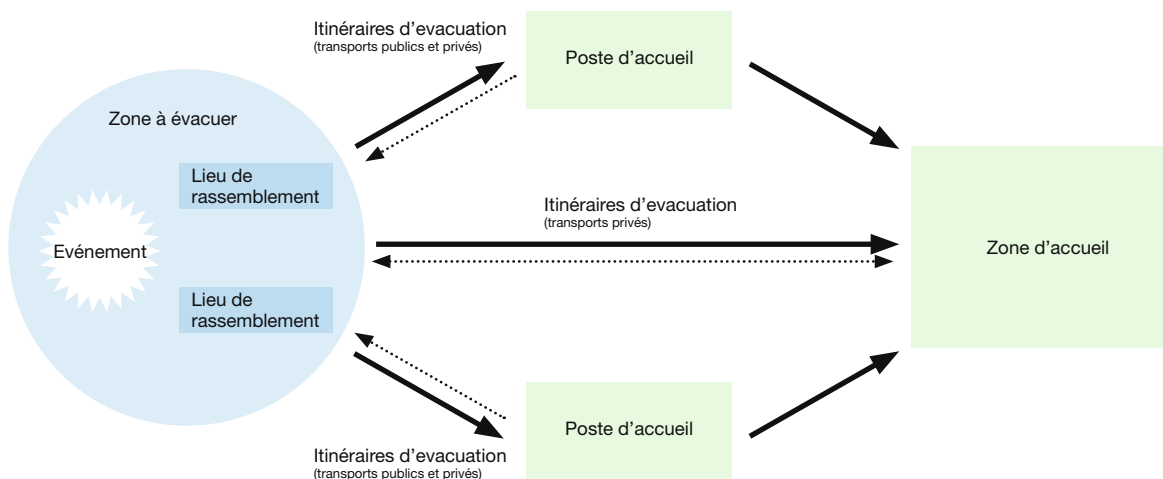 Itinéraires d’evacuation
(transports publics et privés)
Poste d’accueil
Zone à évacuer
Lieu de
rassemblement
Itinéraires d’evacuation
(transports privés)
Evénement
Zone d’accueil
Lieu de
rassemblement
Poste d’accueil
Itinéraires d’evacuation
(transports publics et privés)